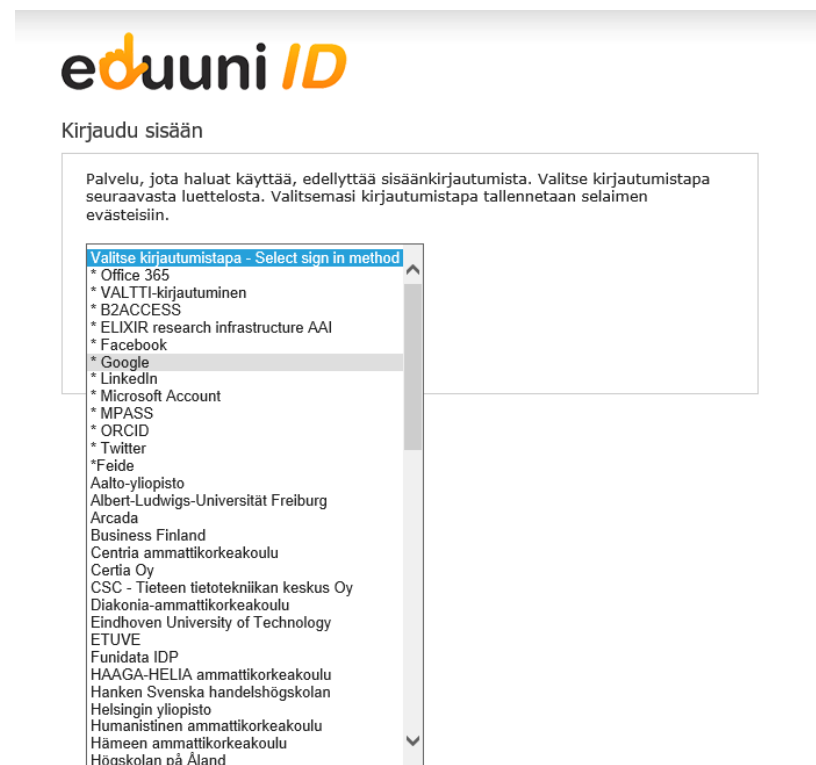 eduuni ID
Kirjaudu sisään
Palvelu, jota haluat käyttää, edellyttää sisäänkirjautumista. Valitse kirjautumistapa
seuraavasta luettelosta. Valitsemasi kirjautumistapa tallennetaan selaimen
evästeisiin.
Valitse kirjautumistapa - Select sign in method
* Office 365
* VALTTI-kirjautuminen
* B2ACCESS
* ELIXIR research infrastructure AAI
* Facebook
* Google
* LinkedIn
* Microsoft Account
* MPASS
* ORCID
* Twitter
*Feide
Aalto-yliopisto
Albert-Ludwigs-Universität Freiburg
Arcada
Business Finland
Centria ammattikorkeakoulu
Certia Oy
CSC - Tieteen tietotekniikan keskus Oy
Diakonia-ammattikorkeakoulu
Eindhoven University of Technology
ETUVE
Funidata IDP
HAAGA-HELIA ammattikorkeakoulu
Hanken Svenska handelshögskolan
Helsingin yliopisto
Humanistinen ammattikorkeakoulu
Hämeen ammattikorkeakoulu
Högskolan på Åland